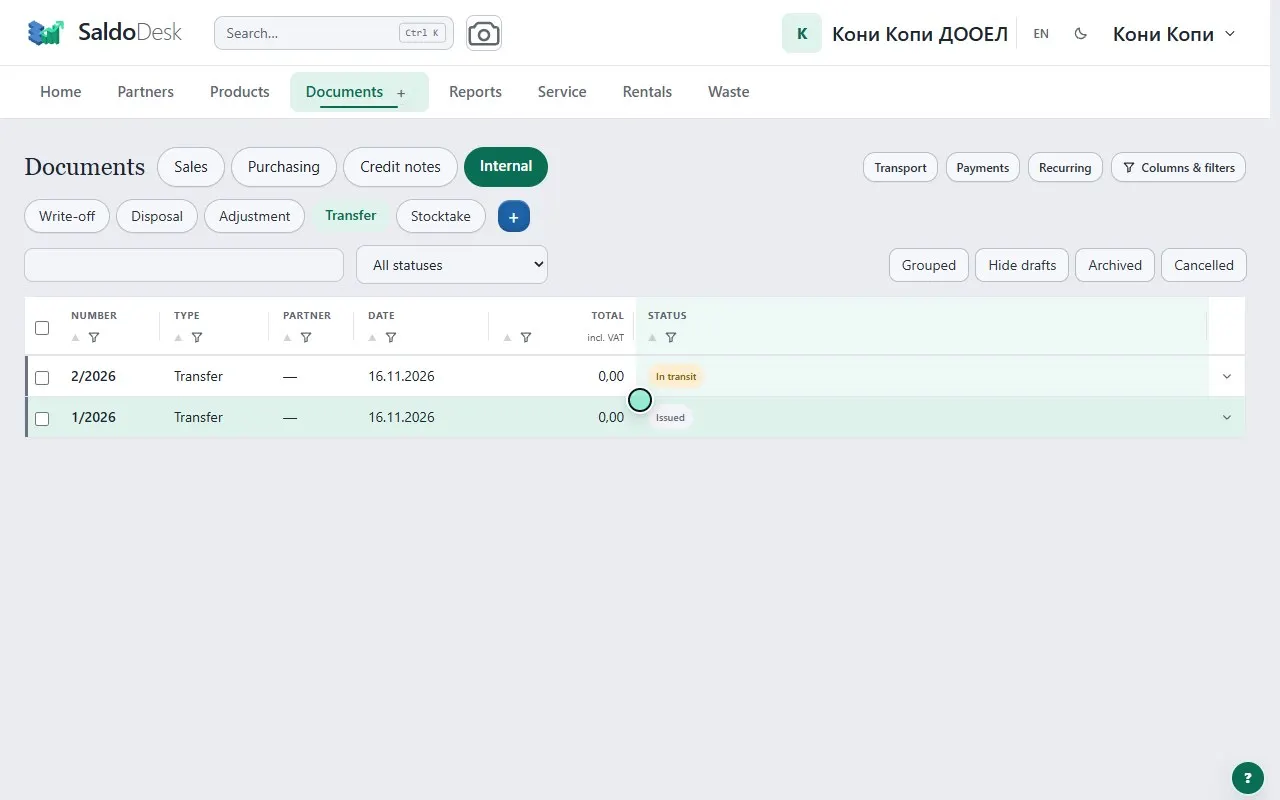 SaldoDesk Search... Ctrl K К Кони Копи ДООЕЛ EN Кони Копи
Home Partners Products Documents + Reports Service Rentals Waste
Documents Sales Purchasing Credit notes Internal Transport Payments Recurring Columns & filters
Write-off Disposal Adjustment Transfer Stocktake +
All statuses Grouped Hide drafts Archived Cancelled
NUMBER TYPE PARTNER DATE TOTAL STATUS
incl. VAT
2/2026 Transfer — 16.11.2026 0,00 In transit
1/2026 Transfer — 16.11.2026 0,00 Issued
?